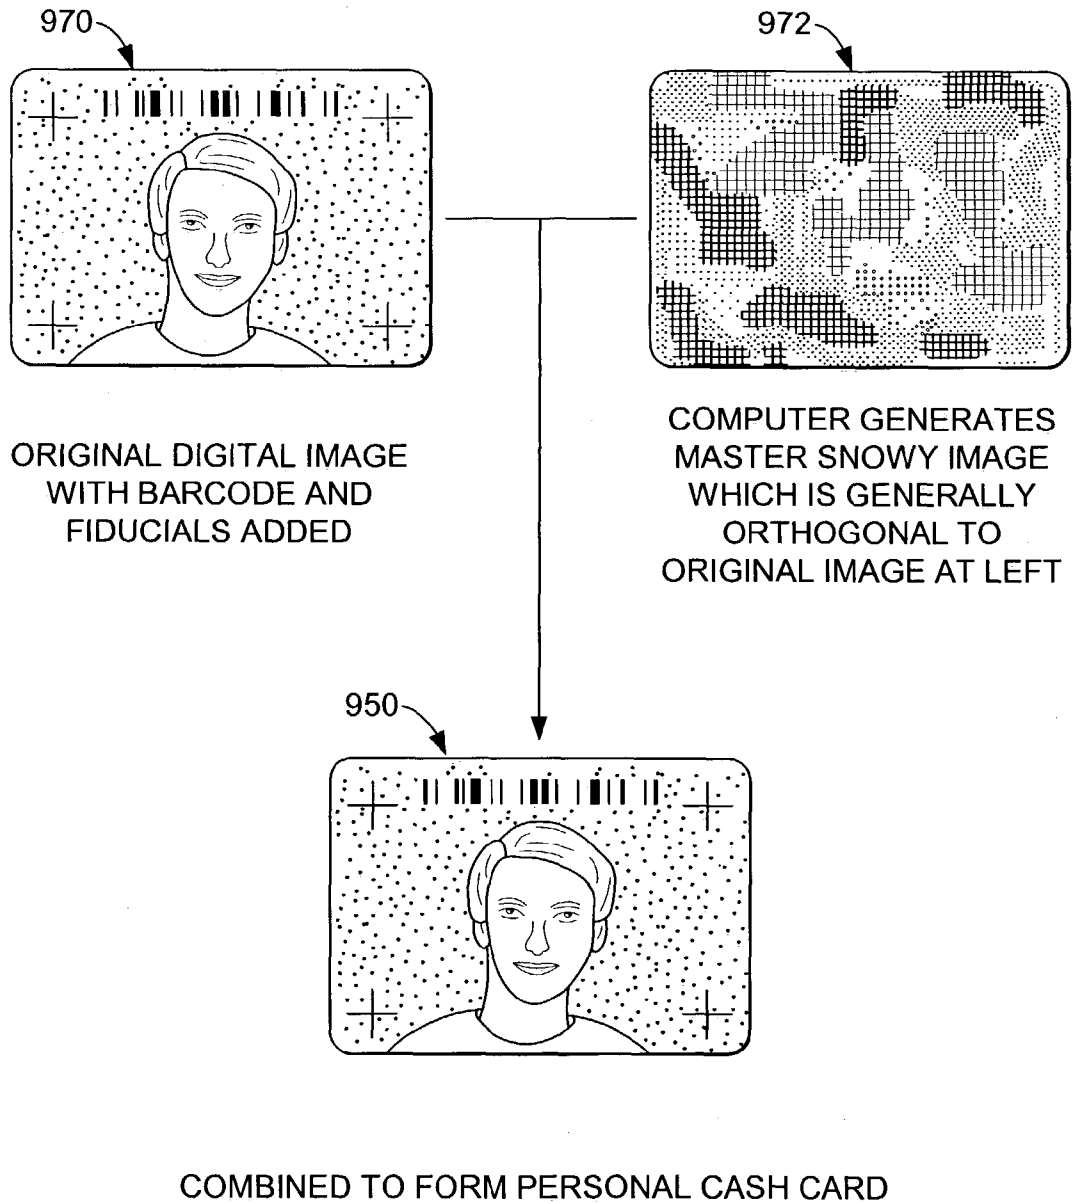 970
972
ORIGINAL DIGITAL IMAGE
WITH BARCODE AND
FIDUCIALS ADDED
COMPUTER GENERATES
MASTER SNOWY IMAGE
WHICH IS GENERALLY
ORTHOGONAL TO
ORIGINAL IMAGE AT LEFT
950
COMBINED TO FORM PERSONAL CASH CARD